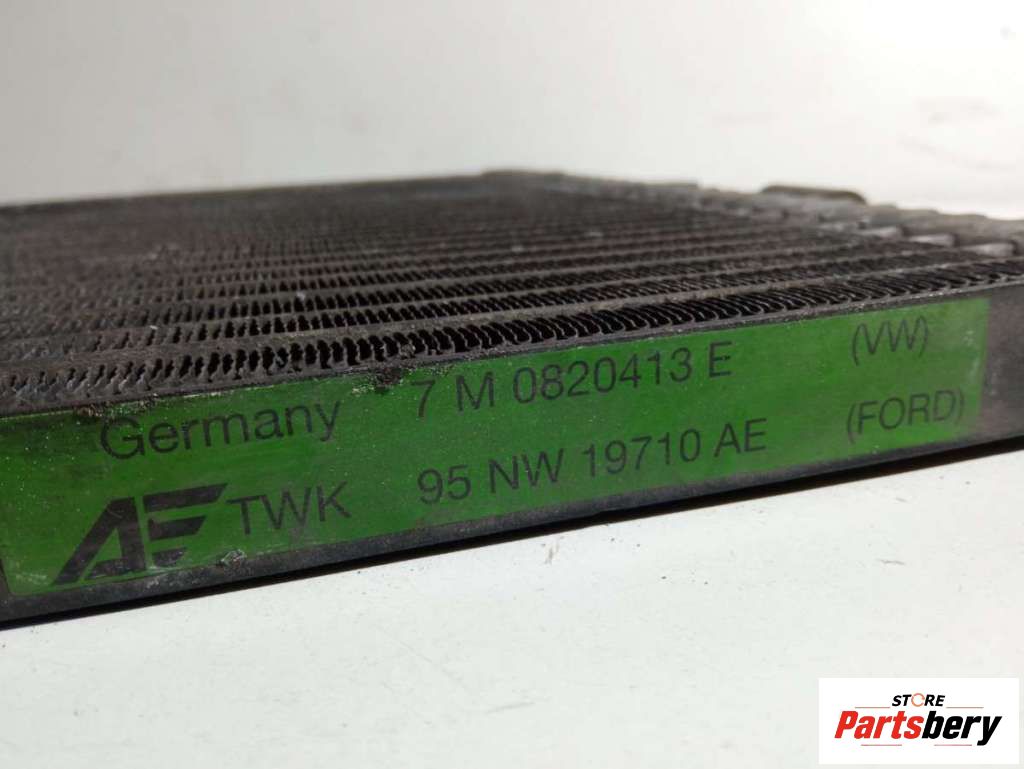 Germany 7 M 0820413 E (VW)
AE TWK 95 NW 19710 AE (FORD)
STORE
Partsbery